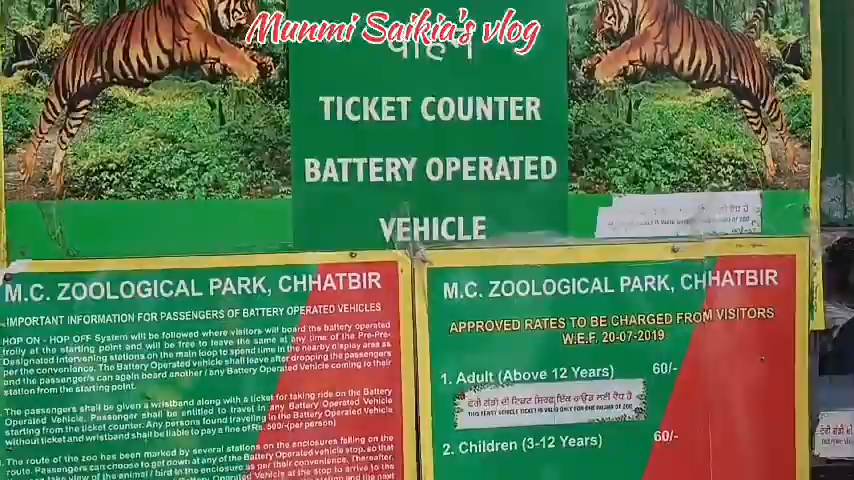 Munmi Saikia's vlog
TICKET COUNTER
BATTERY OPERATED
VEHICLE
M.C. ZOOLOGICAL PARK, CHHATBIR
IMPORTANT INFORMATION FOR PASSENGERS OF BATTERY OPERATED VEHICLES
HOP ON - HOP OFF System will be followed where visitors will board the battery operated
trolly at the starting point and will be free to leave the same at any time of the Pre-Pre-
Designated intervening stations on the main loop to spend time in the nearby display area as
per the convenience. The Battery Operated vehicle shall leave after dropping the passengers
and the passengers can again board another / any Battery Operated vehicle coming to their
station from the starting point.
The passengers shall be given a wristband along with a ticket for taking ride on the Battery
Operated Vehicle. Passenger shall be entitled to travel in any Battery Operated Vehicle
starting from the ticket counter. Any persons found traveling in the Battery Operated Vehicle
without ticket and wristband shall be liable to pay a fine of Rs. 500/-(per person)
The route of the zoo has been marked by several stations on the enclosures falling on the
route. Passengers can choose to get down at any of the Battery Operated vehicle stop, so as
M.C. ZOOLOGICAL PARK, CHHATBIR
APPROVED RATES TO BE CHARGED FROM VISITORS
W.E.F. 20-07-2019
1. Adult (Above 12 Years) 60/-
THIS FERRY VEHICLE TICKET IS VALID ONLY FOR ONE ROUND OF ZOO
2. Children (3-12 Years) 60/-